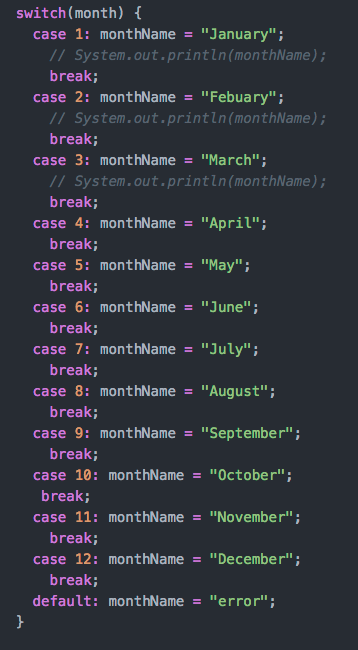 switch(month) {
  case 1: monthName = "January";
    // System.out.println(monthName);
    break;
  case 2: monthName = "Febuary";
    // System.out.println(monthName);
    break;
  case 3: monthName = "March";
    // System.out.println(monthName);
    break;
  case 4: monthName = "April";
    break;
  case 5: monthName = "May";
    break;
  case 6: monthName = "June";
    break;
  case 7: monthName = "July";
    break;
  case 8: monthName = "August";
    break;
  case 9: monthName = "September";
    break;
  case 10: monthName = "October";
   break;
  case 11: monthName = "November";
    break;
  case 12: monthName = "December";
    break;
  default: monthName = "error";
}